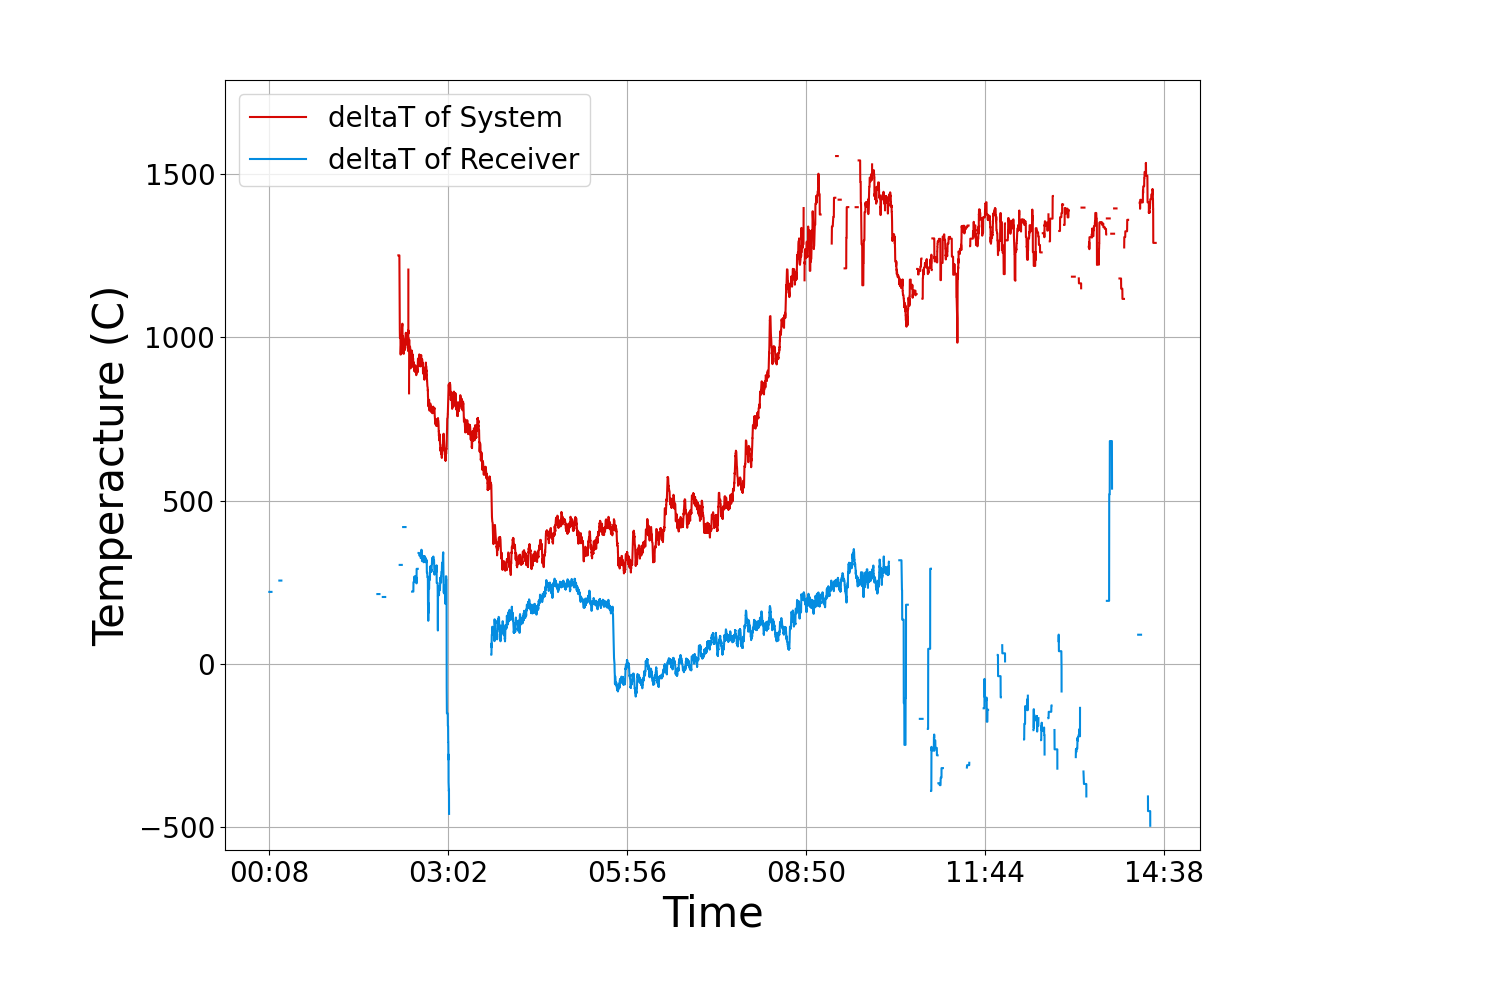 deltaT of System
deltaT of Receiver
Temperacture (C)
1500
1000
500
0
−500
00:08 03:02 05:56 08:50 11:44 14:38
Time